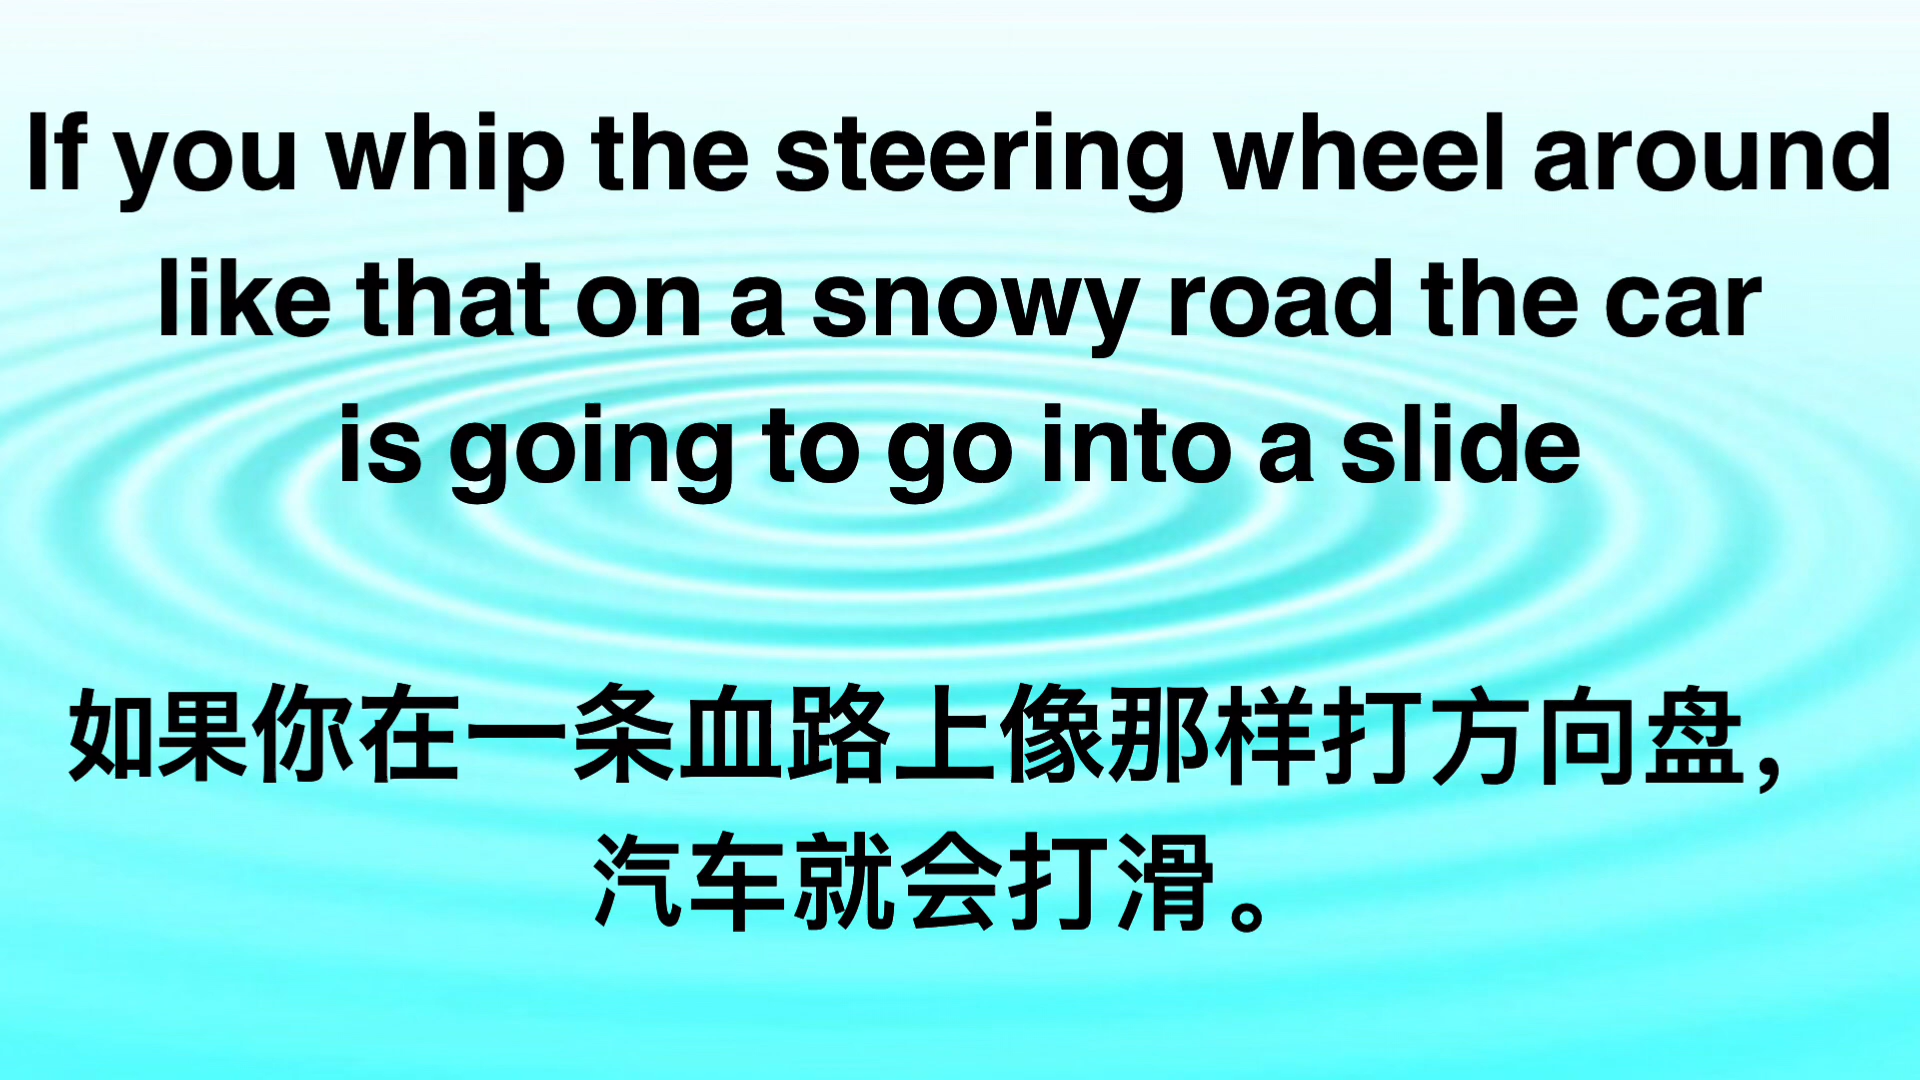 If you whip the steering wheel around
like that on a snowy road the car
is going to go into a slide
如果你在一条血路上像那样打方向盘，
汽车就会打滑。